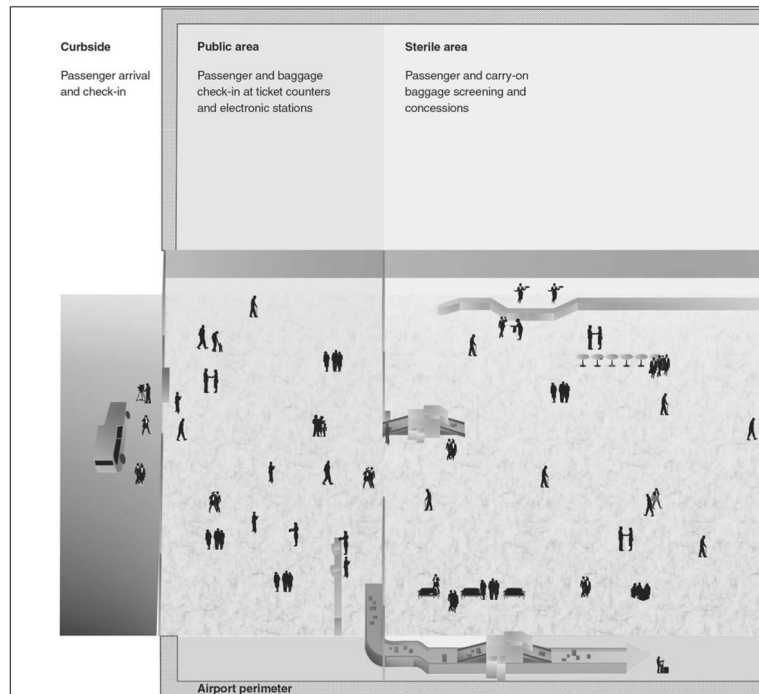 Curbside
Passenger arrival
and check-in
Public area
Passenger and baggage
check-in at ticket counters
and electronic stations
Sterile area
Passenger and carry-on
baggage screening and
concessions
Airport perimeter